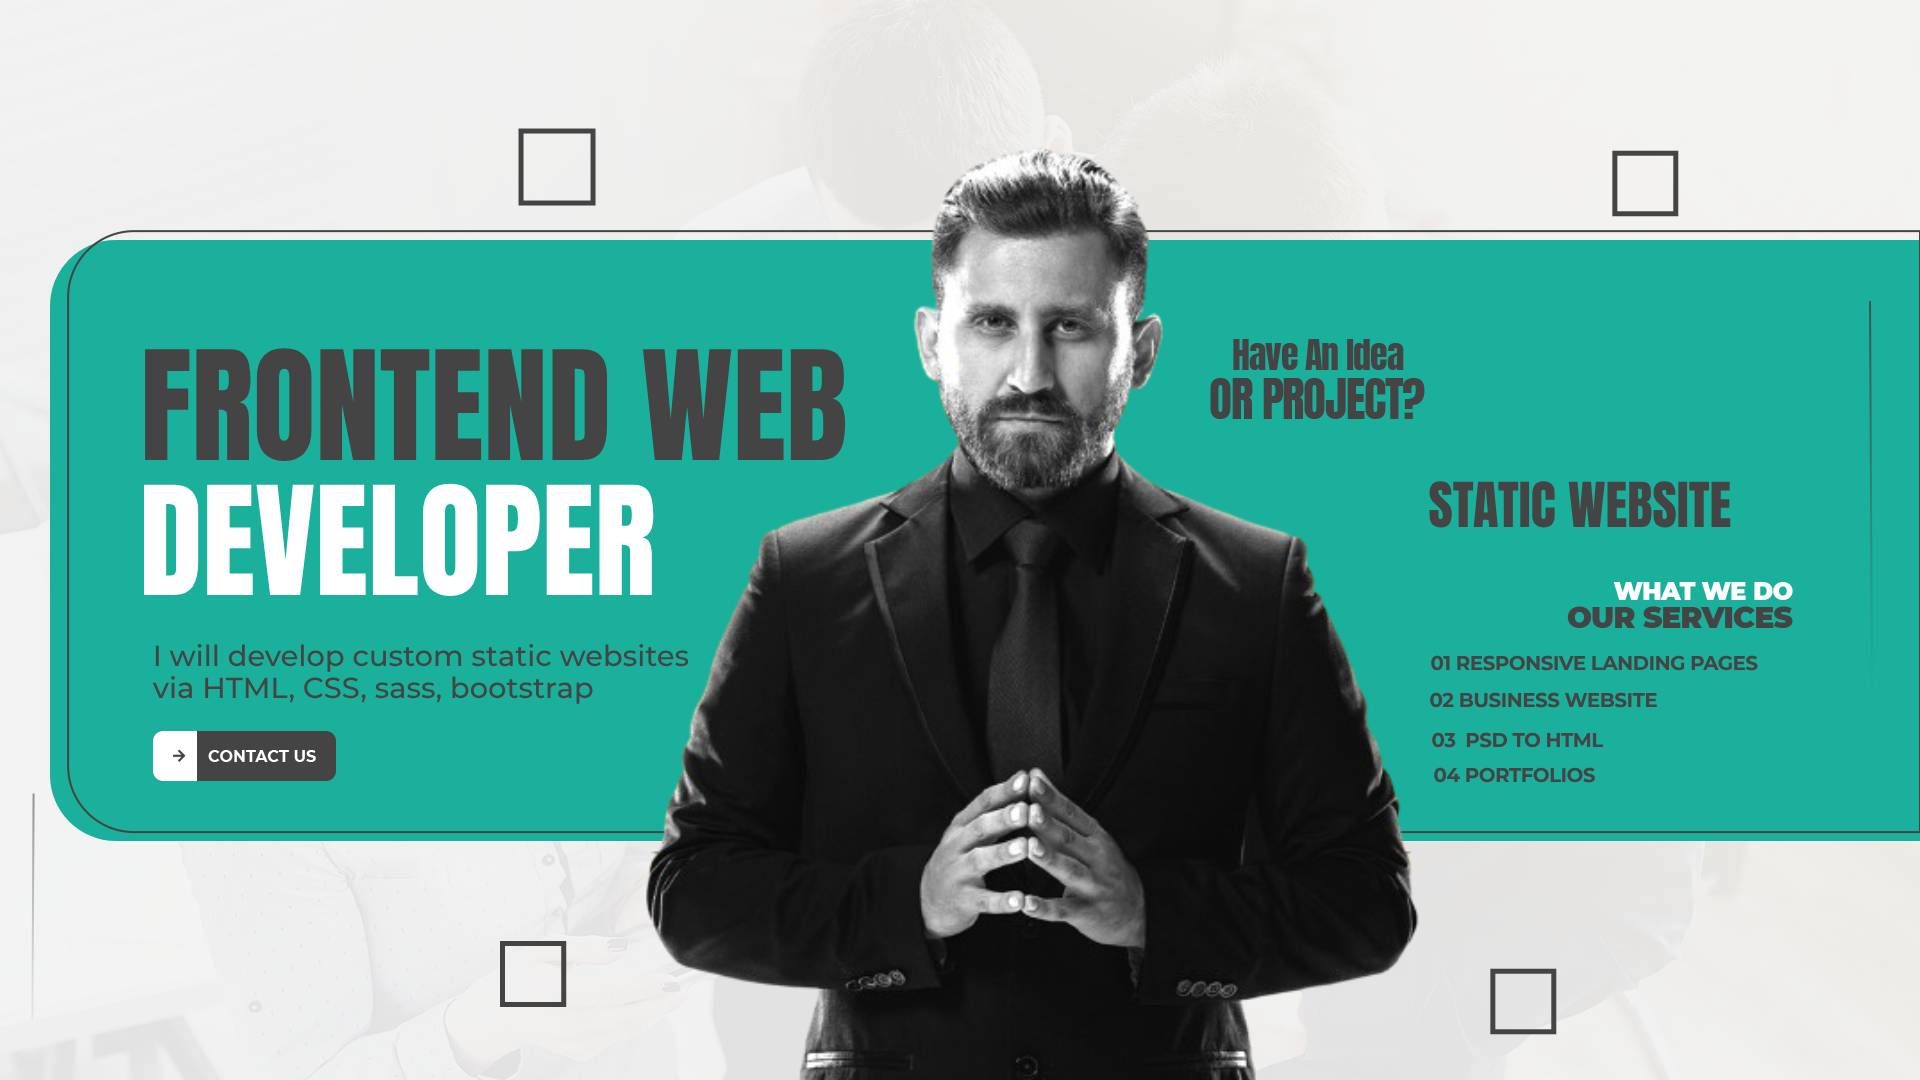 FRONTEND WEB
DEVELOPER
I will develop custom static websites
via HTML, CSS, sass, bootstrap
CONTACT US
Have An Idea
OR PROJECT?
STATIC WEBSITE
WHAT WE DO
OUR SERVICES
01 RESPONSIVE LANDING PAGES
02 BUSINESS WEBSITE
03 PSD TO HTML
04 PORTFOLIOS